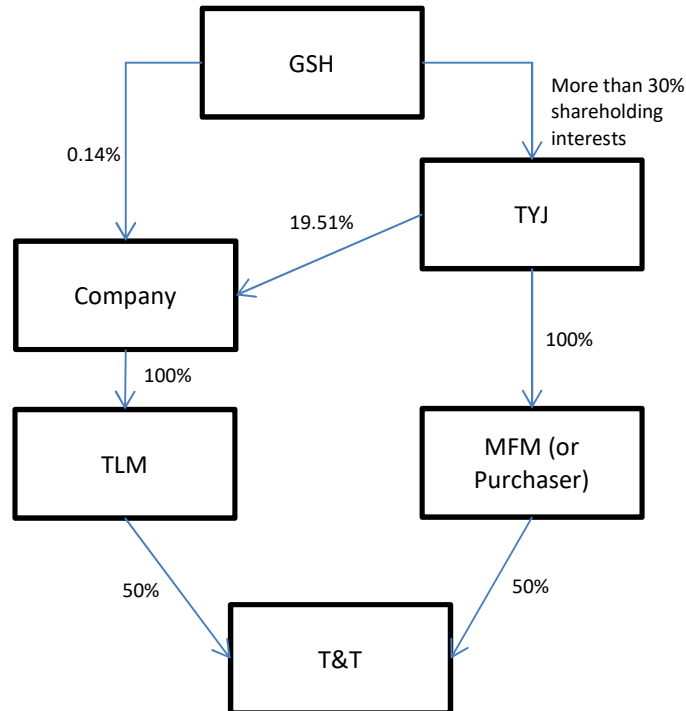 GSH
More than 30%
shareholding
interests
0.14%
TYJ
19.51%
Company
100%
100%
TLM
MFM (or
Purchaser)
50%
50%
T&T